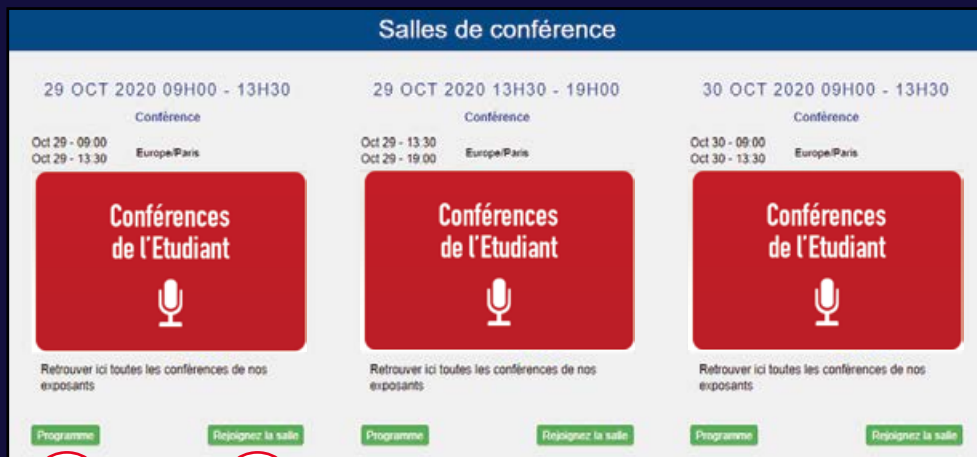 Salles de conférence
29 OCT 2020 09H00 - 13H30
Conférence
Oct 29 - 09:00
Oct 29 - 13:30
Europe/Paris
Conférences
de l'Etudiant
Retrouver ici toutes les conférences de nos
exposants
Programme
Rejoignez la salle
29 OCT 2020 13H30 - 19H00
Conférence
Oct 29 - 13:30
Oct 29 - 19:00
Europe/Paris
Conférences
de l'Etudiant
Retrouver ici toutes les conférences de nos
exposants
Programme
Rejoignez la salle
30 OCT 2020 09H00 - 13H30
Conférence
Oct 30 - 09:00
Oct 30 - 13:30
Europe/Paris
Conférences
de l'Etudiant
Retrouver ici toutes les conférences de nos
exposants
Programme
Rejoignez la salle